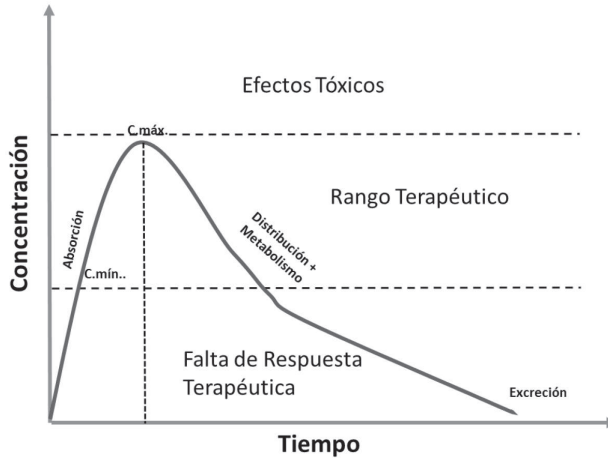 Efectos Tóxicos
C.máx.
Concentración
Rango Terapéutico
Absorción
Distribución +
Metabolismo
C.mín..
Falta de Respuesta
Terapéutica
Excreción
Tiempo